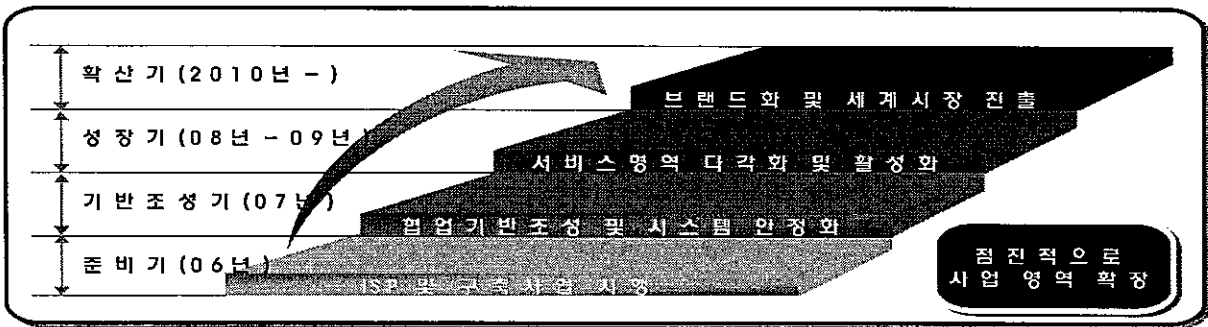 확산기(2010년-)
브랜드화 및 세계시장 진출
성장기(08년-09년)
서비스영역 다각화 및 활성화
기반조성기(07년)
협업기반조성 및 시스템 안정화
준비기(06년)
ISP 및 구축사업 시행
점진적으로
사업 영역 확장